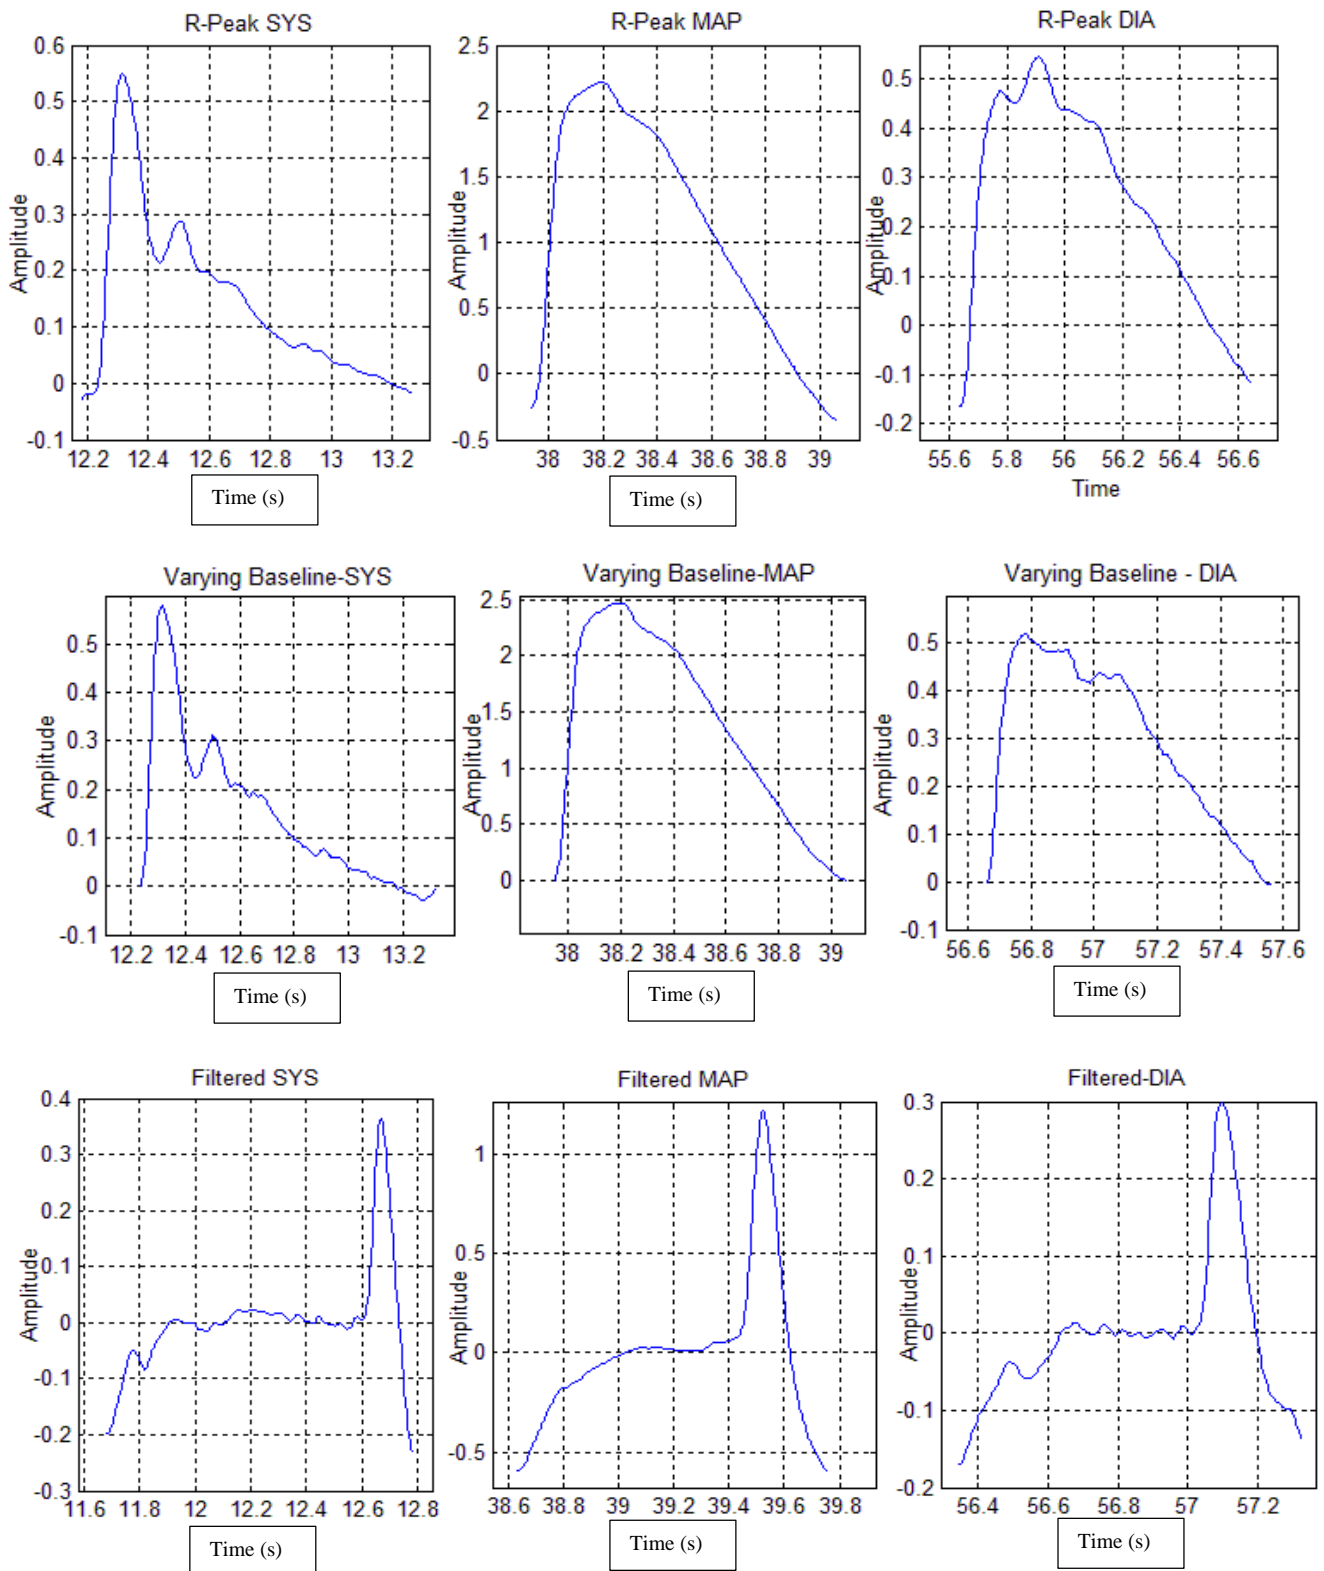 R-Peak SYS
0.6
0.5
0.4
0.3
0.2
0.1
0
-0.1
Amplitude
12.2 12.4 12.6 12.8 13 13.2
Time (s)
R-Peak MAP
2.5
2
1.5
1
0.5
0
-0.5
Amplitude
38 38.2 38.4 38.6 38.8 39
Time (s)
R-Peak DIA
0.5
0.4
0.3
0.2
0.1
0
-0.1
-0.2
Amplitude
55.6 5.8 56 56.2 56.4 56.6
Time
Varying Baseline-SYS
0.5
0.4
0.3
0.2
0.1
0
-0.1
Amplitude
12.2 12.4 12.6 12.8 13 13.2
Time (s)
Varying Baseline-MAP
2.5
2
1.5
1
0.5
0
Amplitude
38 38.2 38.4 38.6 38.8 39
Time (s)
Varying Baseline - DIA
0.5
0.4
0.3
0.2
0.1
0
-0.1
Amplitude
56.6 56.8 57 57.2 57.4 57.6
Time (s)
Filtered SYS
0.4
0.3
0.2
0.1
0
-0.1
-0.2
-0.3
Amplitude
11.6 11.8 12 12.2 12.4 12.6 12.8
Time (s)
Filtered MAP
1
0.5
0
-0.5
Amplitude
38.6 38.8 39 39.2 39.4 39.6 39.8
Time (s)
Filtered-DIA
0.3
0.2
0.1
0
-0.1
-0.2
Amplitude
56.4 56.6 56.8 57 57.2
Time (s)